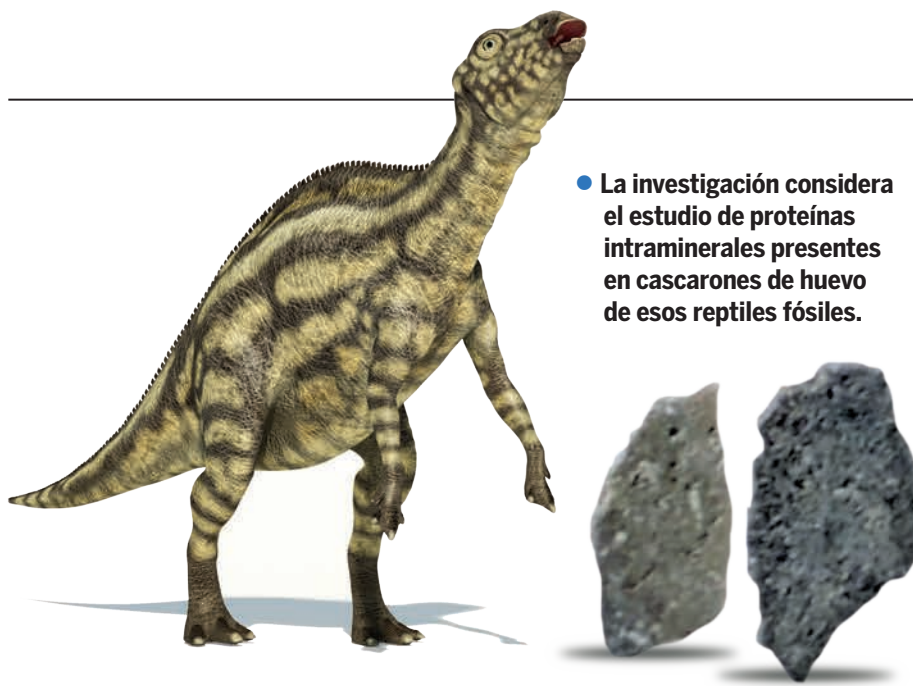 ● La investigación considera
el estudio de proteínas
intraminerales presentes
en cascarones de huevo
de esos reptiles fósiles.